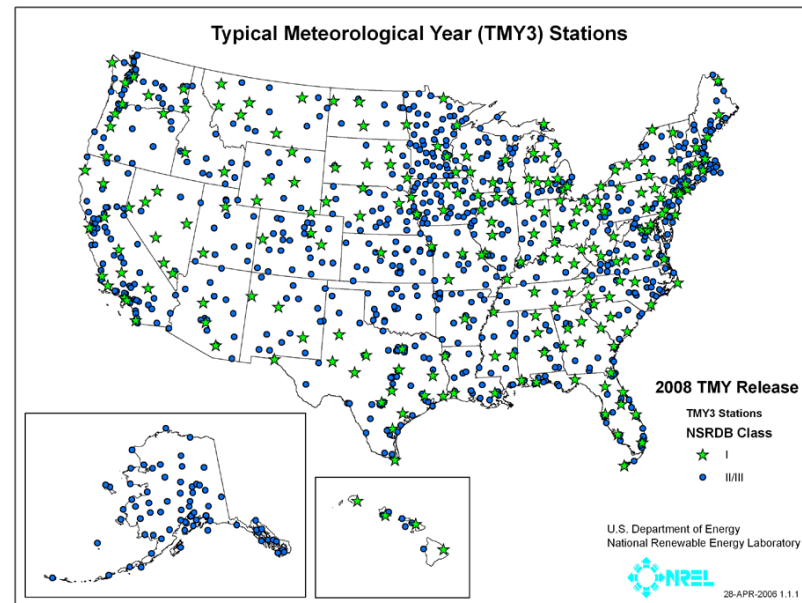 Typical Meteorological Year (TMY3) Stations
2008 TMY Release
TMY3 Stations
NSRDB Class
I
II/III
U.S. Department of Energy
National Renewable Energy Laboratory
NREL
28-APR-2006 1.1.1